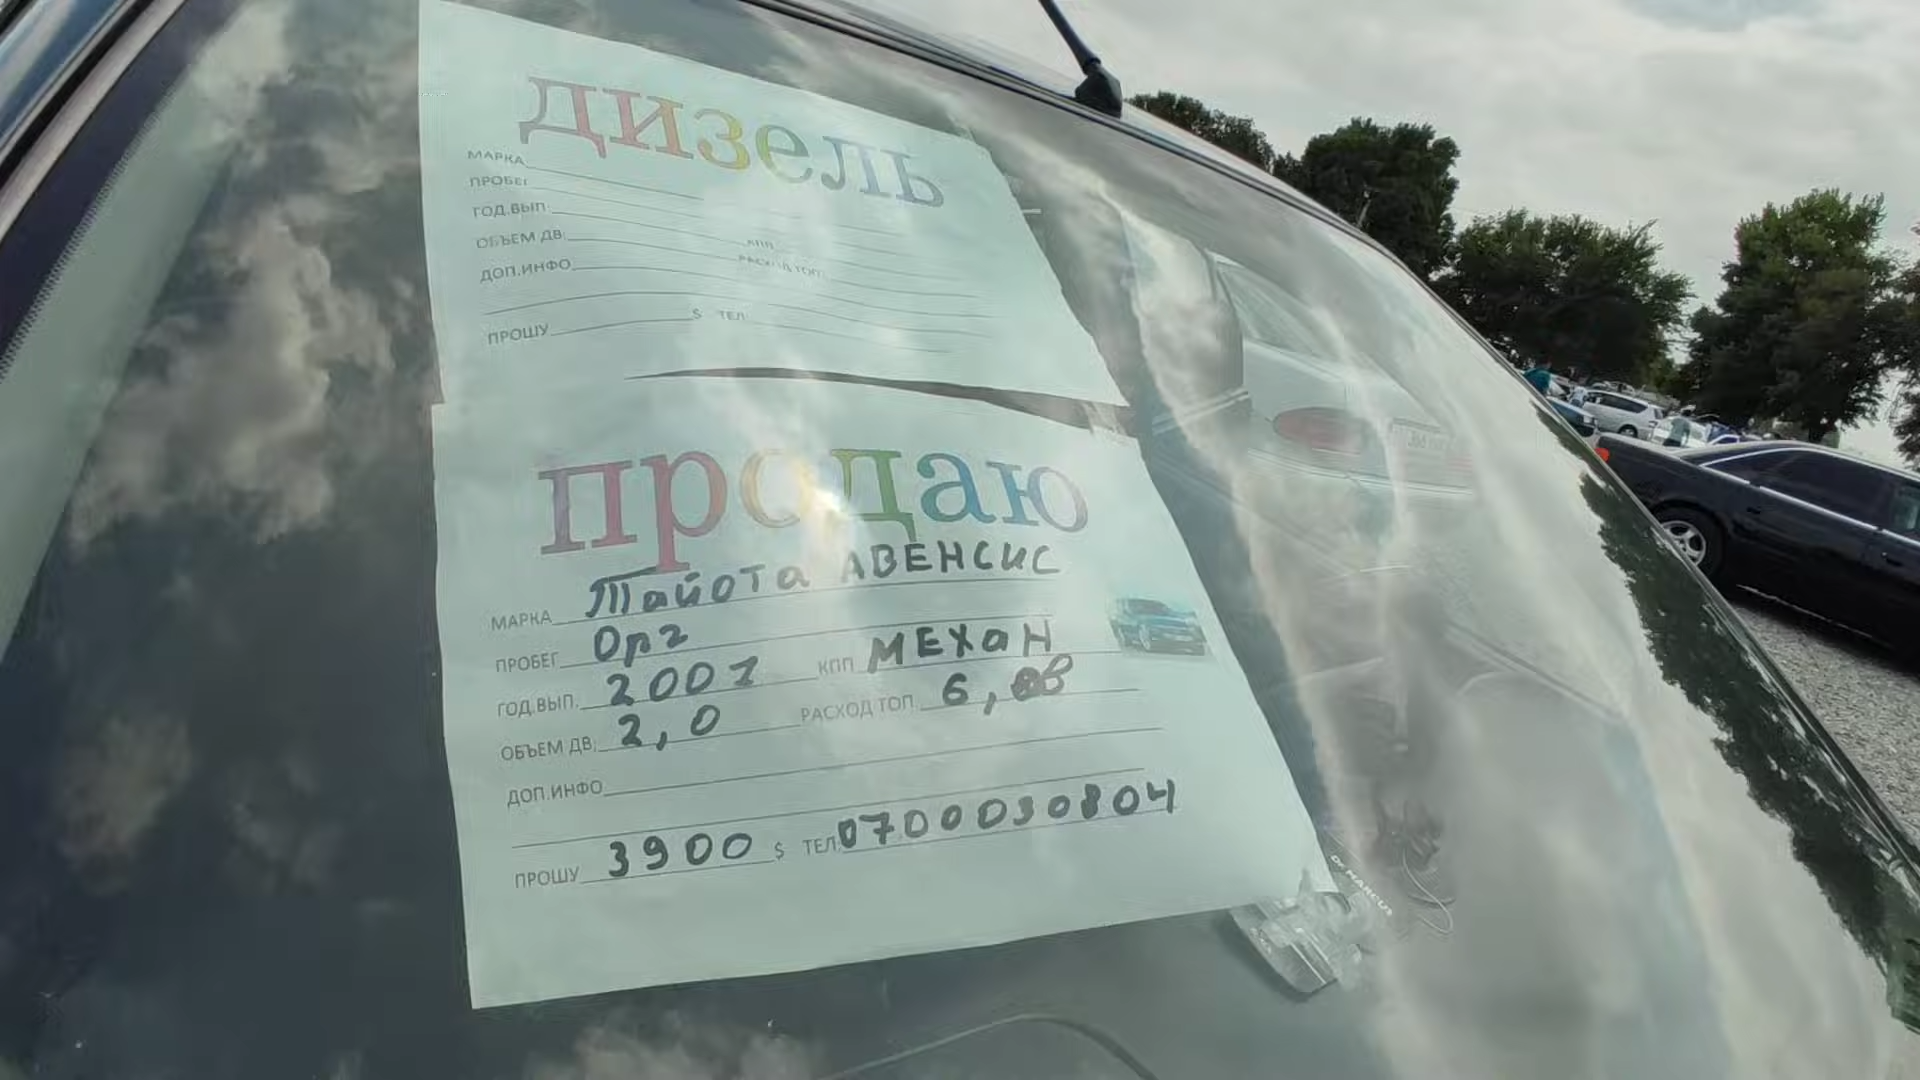 дизель
МАРКА
ПРОБЕГ
ГОД.ВЫП.
ОБЪЕМ ДВ. КПП
ДОП.ИНФО РАСХОД ТОП.
ПРОШУ $ ТЕЛ
продаю
МАРКА Тайота АВЕНСИС
ПРОБЕГ Орг
ГОД.ВЫП. 2001 КПП МЕХаН
ОБЪЕМ ДВ. 2,0 РАСХОД ТОП. 6,
ДОП.ИНФО
ПРОШУ 3900 $ ТЕЛ. 0700030804